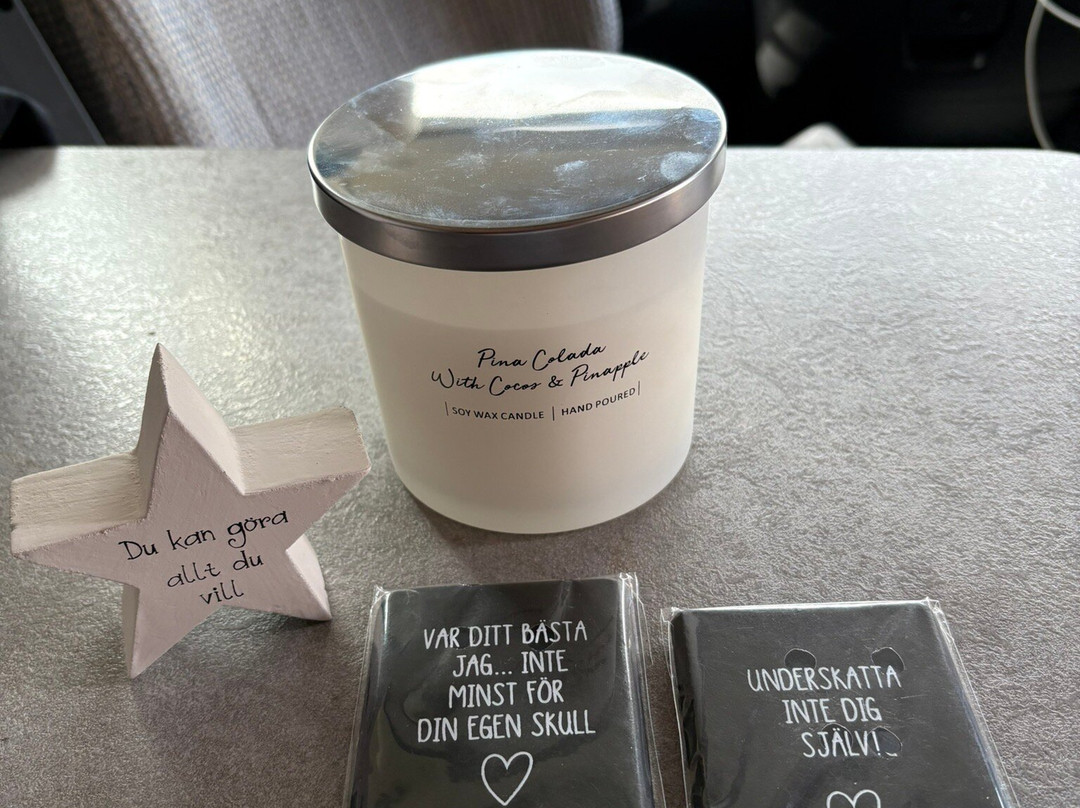 Pina Colada
With Cocos & Pinapple
| SOY WAX CANDLE | HAND POURED |
Du kan göra
allt du
vill
VAR DITT BÄSTA
JAG... INTE
MINST FÖR
DIN EGEN SKULL
UNDERSKATTA
INTE DIG
SJÄLV!